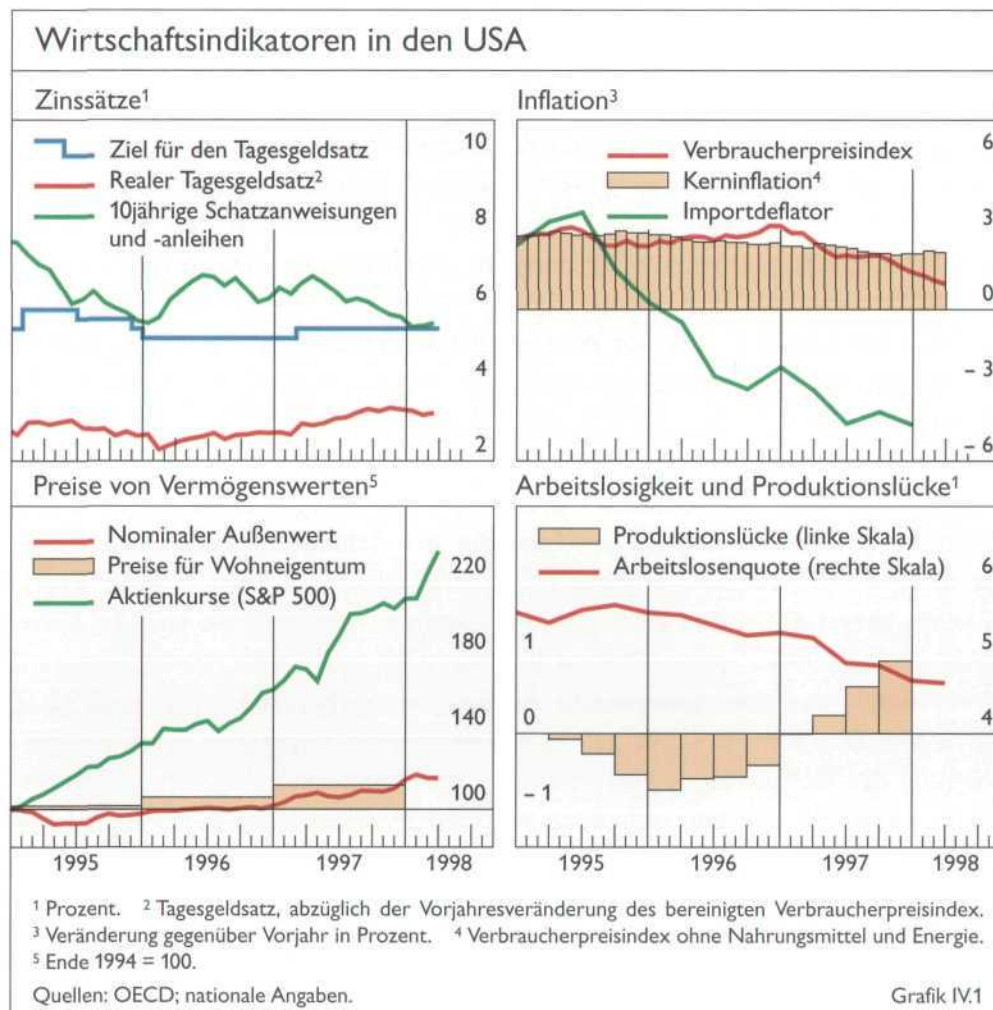 Wirtschaftsindikatoren in den USA
Zinssätze¹
Ziel für den Tagesgeldsatz
Realer Tagesgeldsatz²
10jährige Schatzanweisungen
und -anleihen
10
8
6
4
2
Inflation³
Verbraucherpreisindex
Kerninflation⁴
Importdeflator
6
3
0
– 3
– 6
Preise von Vermögenswerten⁵
Nominaler Außenwert
Preise für Wohneigentum
Aktienkurse (S&P 500)
220
180
140
100
1995 1996 1997 1998
Arbeitslosigkeit und Produktionslücke¹
Produktionslücke (linke Skala)
Arbeitslosenquote (rechte Skala)
1
0
– 1
6
5
4
1995 1996 1997 1998
¹ Prozent. ² Tagesgeldsatz, abzüglich der Vorjahresveränderung des bereinigten Verbraucherpreisindex.
³ Veränderung gegenüber Vorjahr in Prozent. ⁴ Verbraucherpreisindex ohne Nahrungsmittel und Energie.
⁵ Ende 1994 = 100.
Quellen: OECD; nationale Angaben. Grafik IV.1